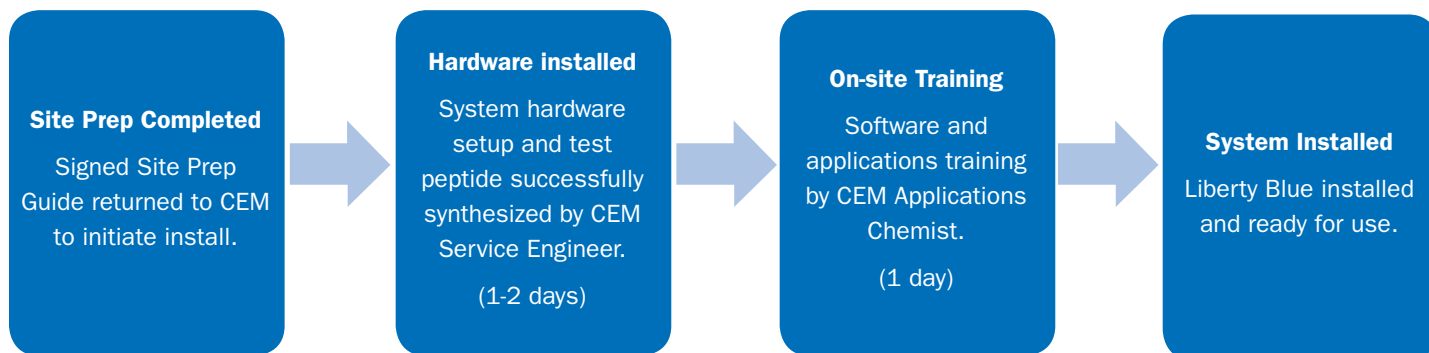 Site Prep Completed
Signed Site Prep
Guide returned to CEM
to initiate install.
Hardware installed
System hardware
setup and test
peptide successfully
synthesized by CEM
Service Engineer.
(1-2 days)
On-site Training
Software and
applications training
by CEM Applications
Chemist.
(1 day)
System Installed
Liberty Blue installed
and ready for use.